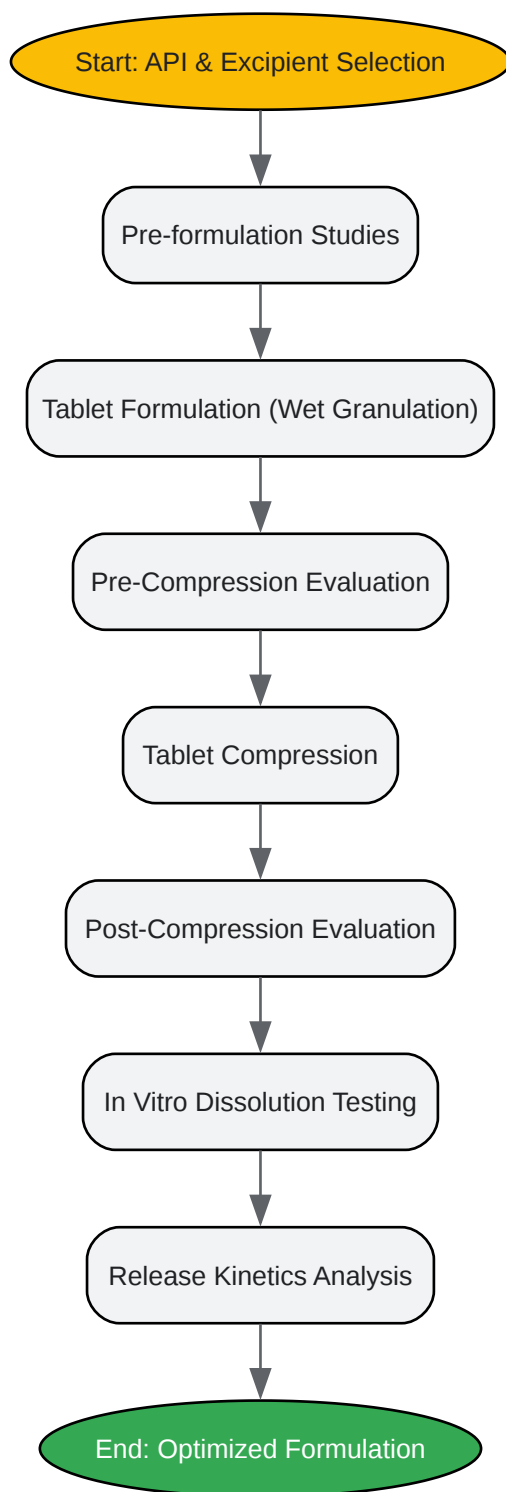 Start: API & Excipient Selection
Pre-formulation Studies
Tablet Formulation (Wet Granulation)
Pre-Compression Evaluation
Tablet Compression
Post-Compression Evaluation
In Vitro Dissolution Testing
Release Kinetics Analysis
End: Optimized Formulation